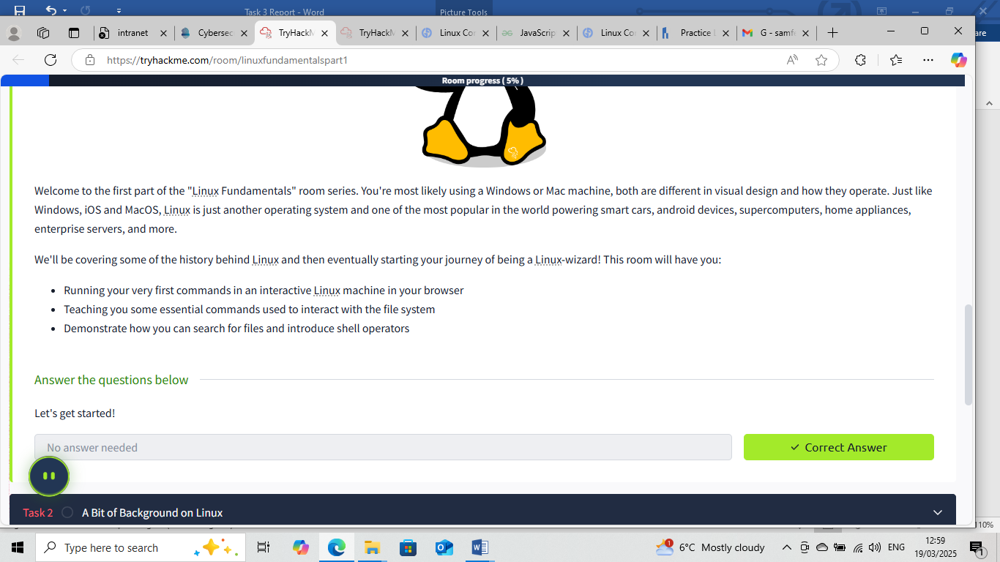 Task 3 Report - Word
Picture Tools
intranet
Cybersec
TryHackM
TryHackM
Linux Cor
JavaScrip
Linux Co
Practice L
G - samfe
are
https://tryhackme.com/room/linuxfundamentalspart1
Room progress ( 5% )
Welcome to the first part of the "Linux Fundamentals" room series. You're most likely using a Windows or Mac machine, both are different in visual design and how they operate. Just like
Windows, iOS and MacOS, Linux is just another operating system and one of the most popular in the world powering smart cars, android devices, supercomputers, home appliances,
enterprise servers, and more.
We'll be covering some of the history behind Linux and then eventually starting your journey of being a Linux-wizard! This room will have you:
• Running your very first commands in an interactive Linux machine in your browser
• Teaching you some essential commands used to interact with the file system
• Demonstrate how you can search for files and introduce shell operators
Answer the questions below
Let's get started!
No answer needed
✓ Correct Answer
Task 2 A Bit of Background on Linux
110%
Type here to search
1
6°C Mostly cloudy
ENG
12:59
19/03/2025
1